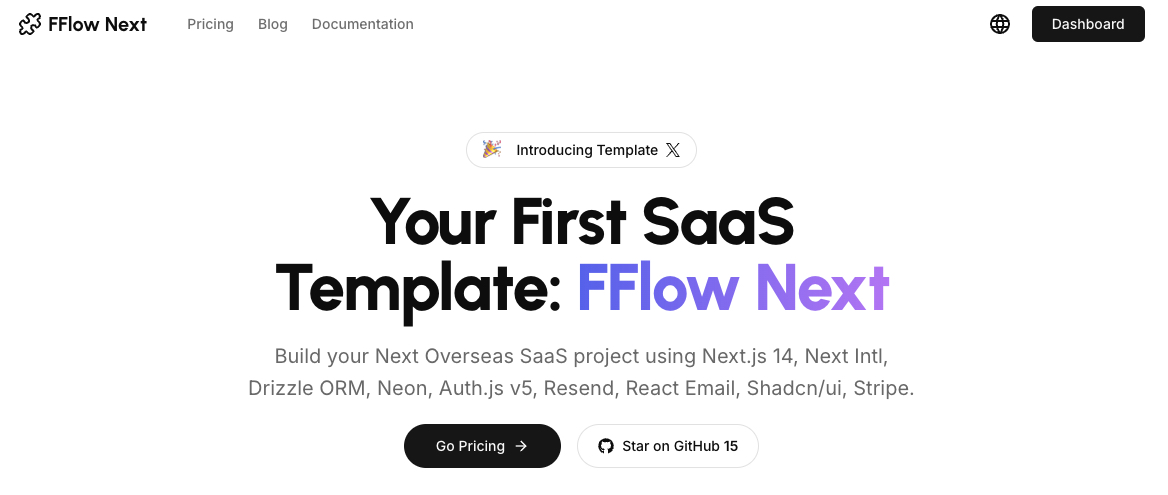 FFlow Next
Pricing
Blog
Documentation
Dashboard
🎉 Introducing Template 𝕏
Your First SaaS
Template: FFlow Next
Build your Next Overseas SaaS project using Next.js 14, Next Intl,
Drizzle ORM, Neon, Auth.js v5, Resend, React Email, Shadcn/ui, Stripe.
Go Pricing →
Star on GitHub 15